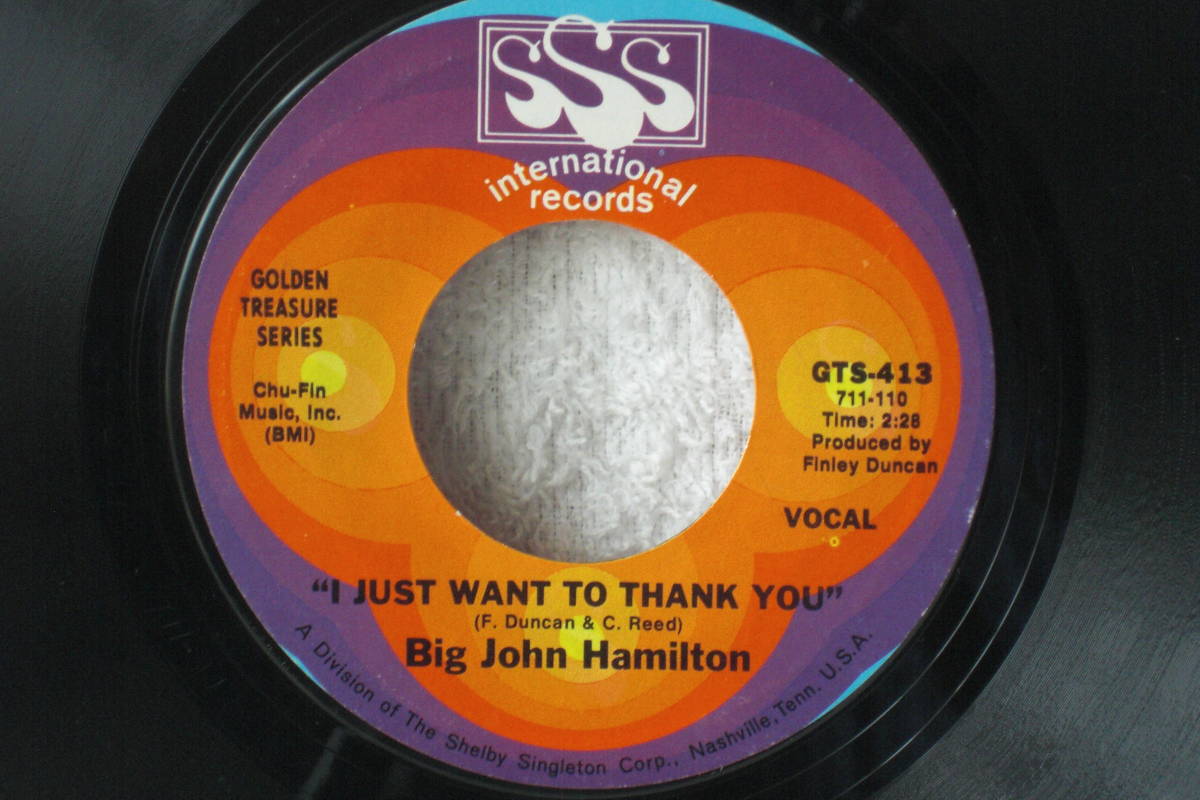 SSS
international
records
GOLDEN
TREASURE
SERIES
Chu-Fin
Music, Inc.
(BMI)
GTS-413
711-110
Time: 2:28
Produced by
Finley Duncan
VOCAL
"I JUST WANT TO THANK YOU"
(F. Duncan & C. Reed)
Big John Hamilton
A Division of The Shelby Singleton Corp., Nashville, Tenn. U.S.A.